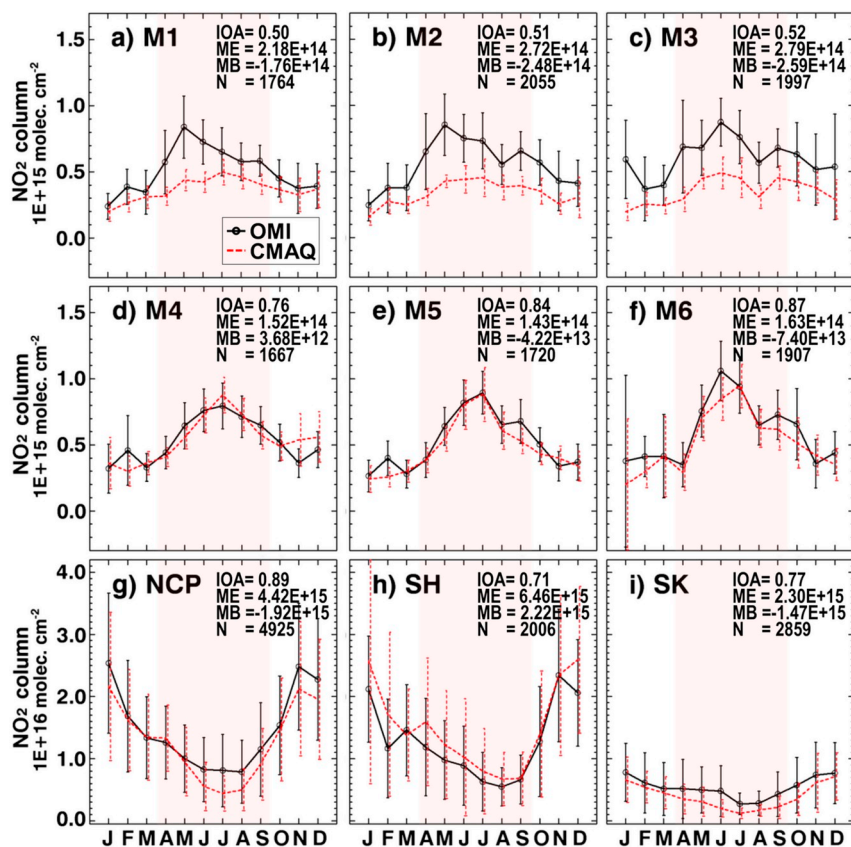 a) M1
IOA= 0.50
ME = 2.18E+14
MB =-1.76E+14
N = 1764
b) M2
IOA= 0.51
ME = 2.72E+14
MB =-2.48E+14
N = 2055
c) M3
IOA= 0.52
ME = 2.79E+14
MB =-2.59E+14
N = 1997
NO2 column
1E+15 molec. cm-2
1.5
1.0
0.5
0.0
OMI
CMAQ
d) M4
IOA= 0.76
ME = 1.52E+14
MB = 3.68E+12
N = 1667
e) M5
IOA= 0.84
ME = 1.43E+14
MB =-4.22E+13
N = 1720
f) M6
IOA= 0.87
ME = 1.63E+14
MB =-7.40E+13
N = 1907
NO2 column
1E+15 molec. cm-2
1.5
1.0
0.5
0.0
g) NCP
IOA= 0.89
ME = 4.42E+15
MB =-1.92E+15
N = 4925
h) SH
IOA= 0.71
ME = 6.46E+15
MB = 2.22E+15
N = 2006
i) SK
IOA= 0.77
ME = 2.30E+15
MB =-1.47E+15
N = 2859
NO2 column
1E+16 molec. cm-2
4.0
3.0
2.0
1.0
0.0
J F M A M J J A S O N D
J F M A M J J A S O N D
J F M A M J J A S O N D